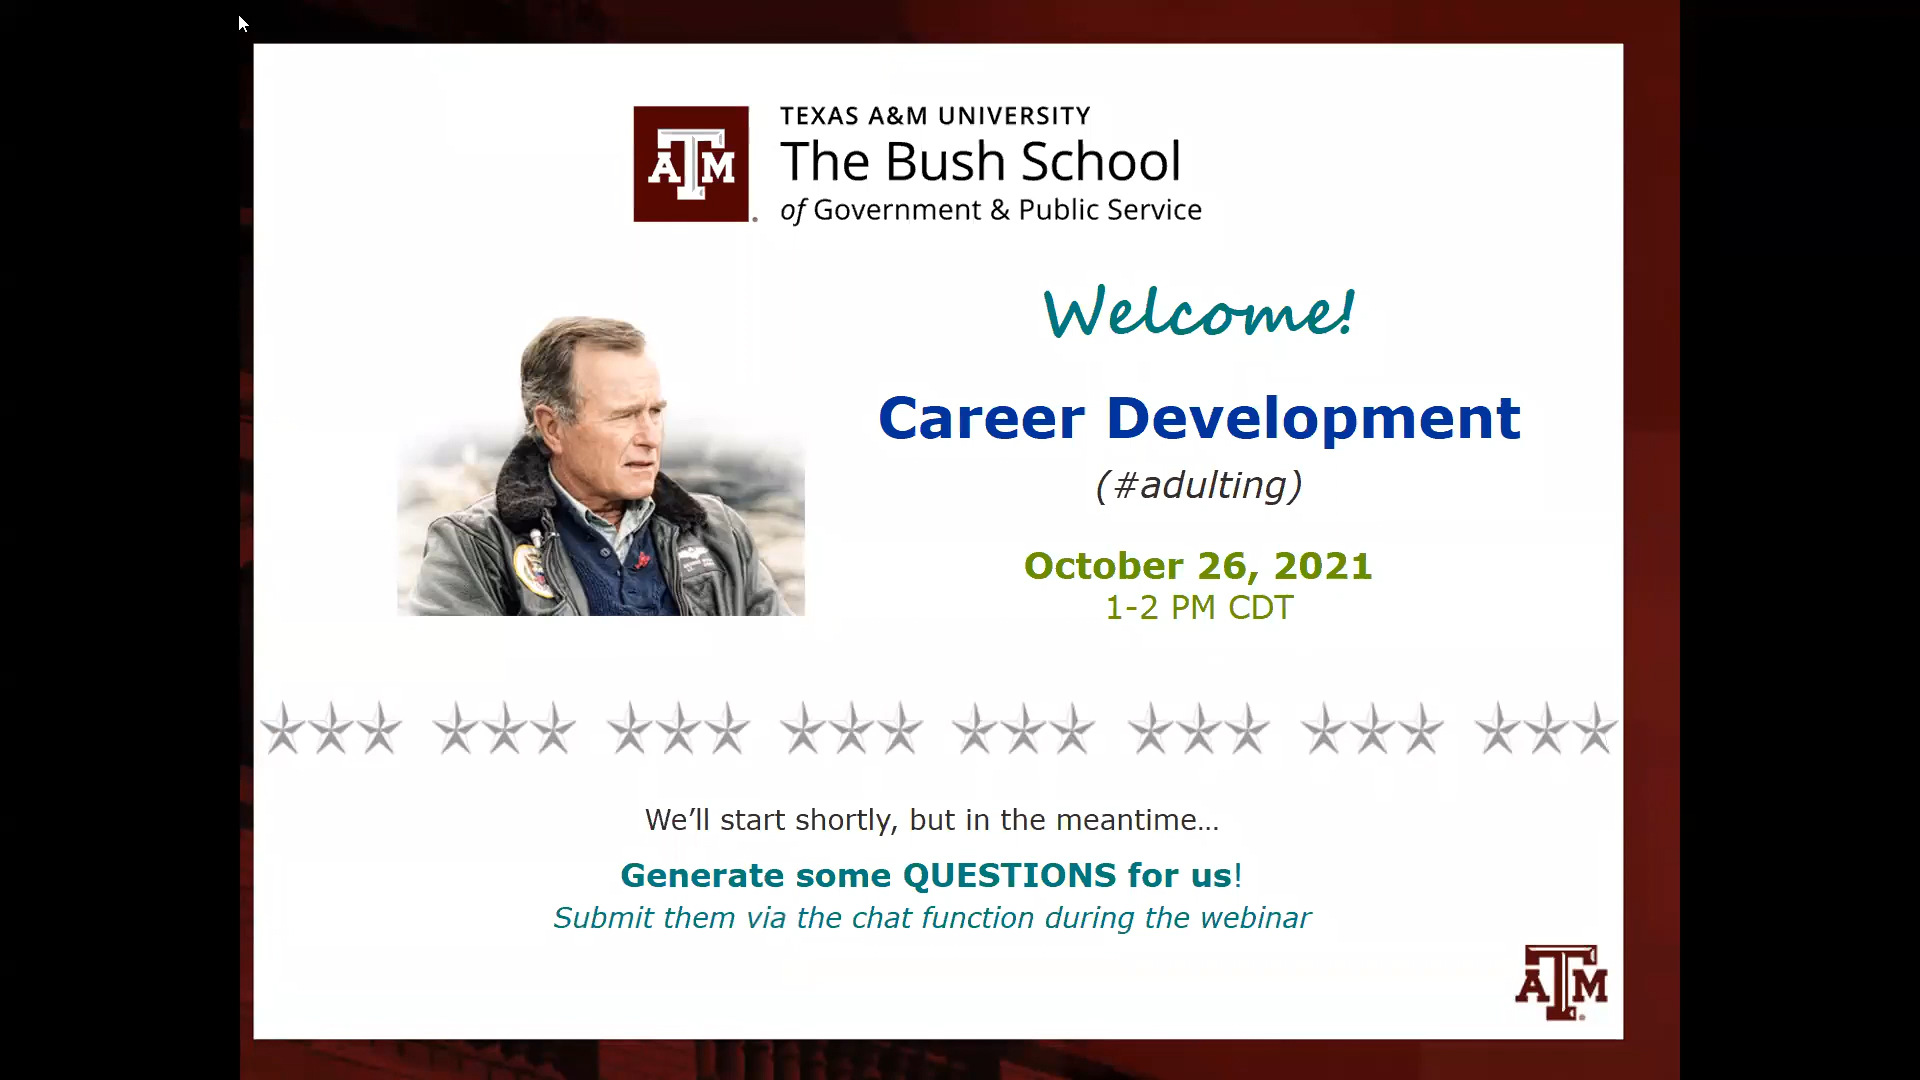 ATM
TEXAS A&M UNIVERSITY
The Bush School
of Government & Public Service
Welcome!
Career Development
(#adulting)
October 26, 2021
1-2 PM CDT
We’ll start shortly, but in the meantime…
Generate some QUESTIONS for us!
Submit them via the chat function during the webinar
ATM